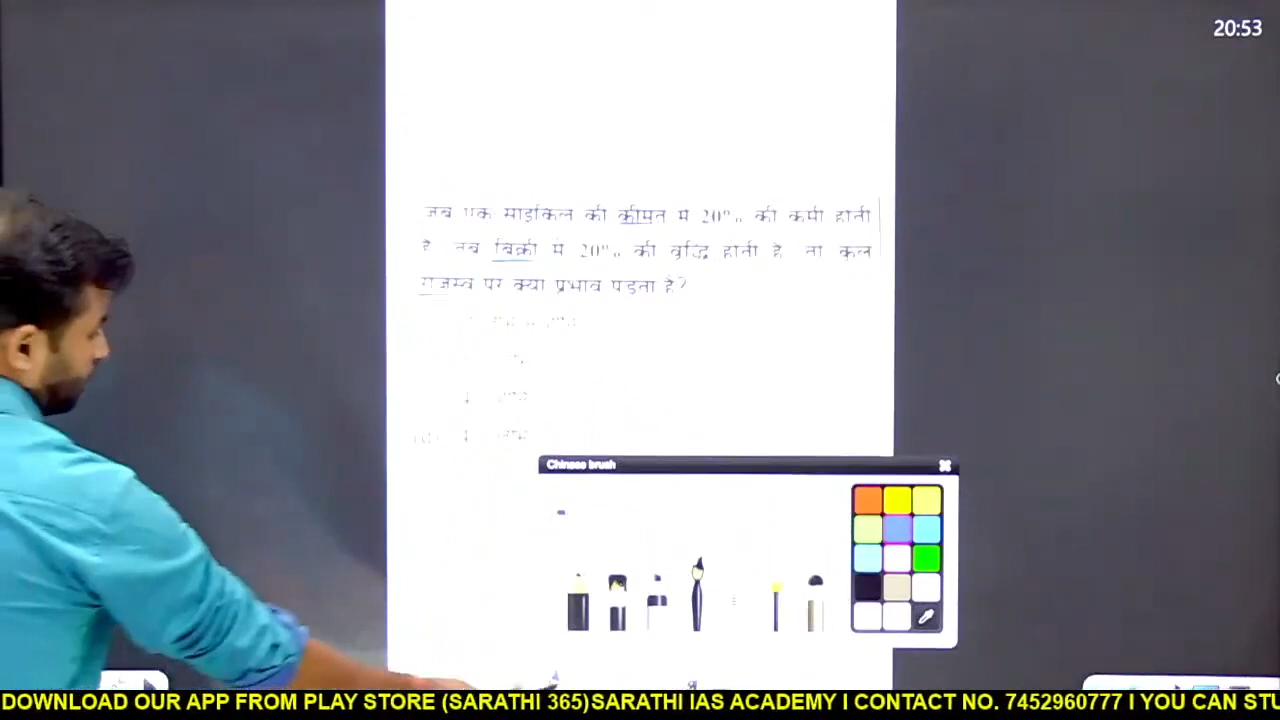 20:53
जब एक साइकिल की कीमत में 20% की कमी होती
है तब बिक्री में 20% की वृद्धि होती है तो कुल
राजस्व पर क्या प्रभाव पड़ता है?
Chinese brush
DOWNLOAD OUR APP FROM PLAY STORE (SARATHI 365)SARATHI IAS ACADEMY I CONTACT NO. 7452960777 I YOU CAN STU